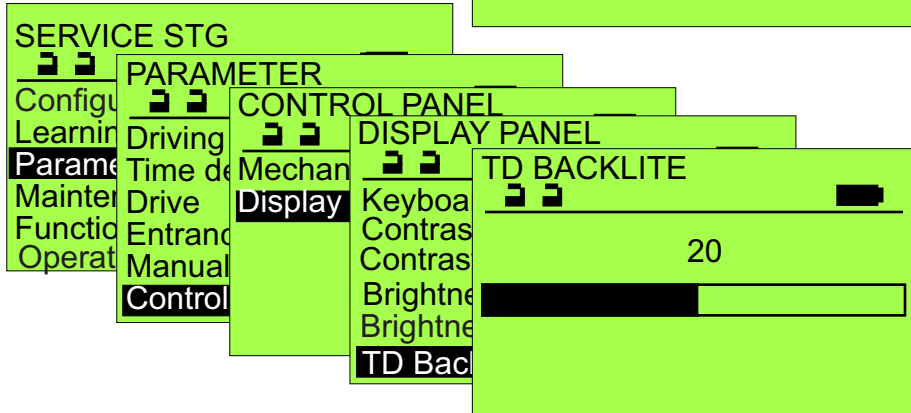 SERVICE STG
Configu
Learnin
Parame
Mainter
Functio
Operat
PARAMETER
Driving
Time de
Drive
Entranc
Manual
Control
CONTROL PANEL
Mechan
Display
DISPLAY PANEL
Keyboa
Contras
Contras
Brightne
Brightne
TD Bac
TD BACKLITE
20